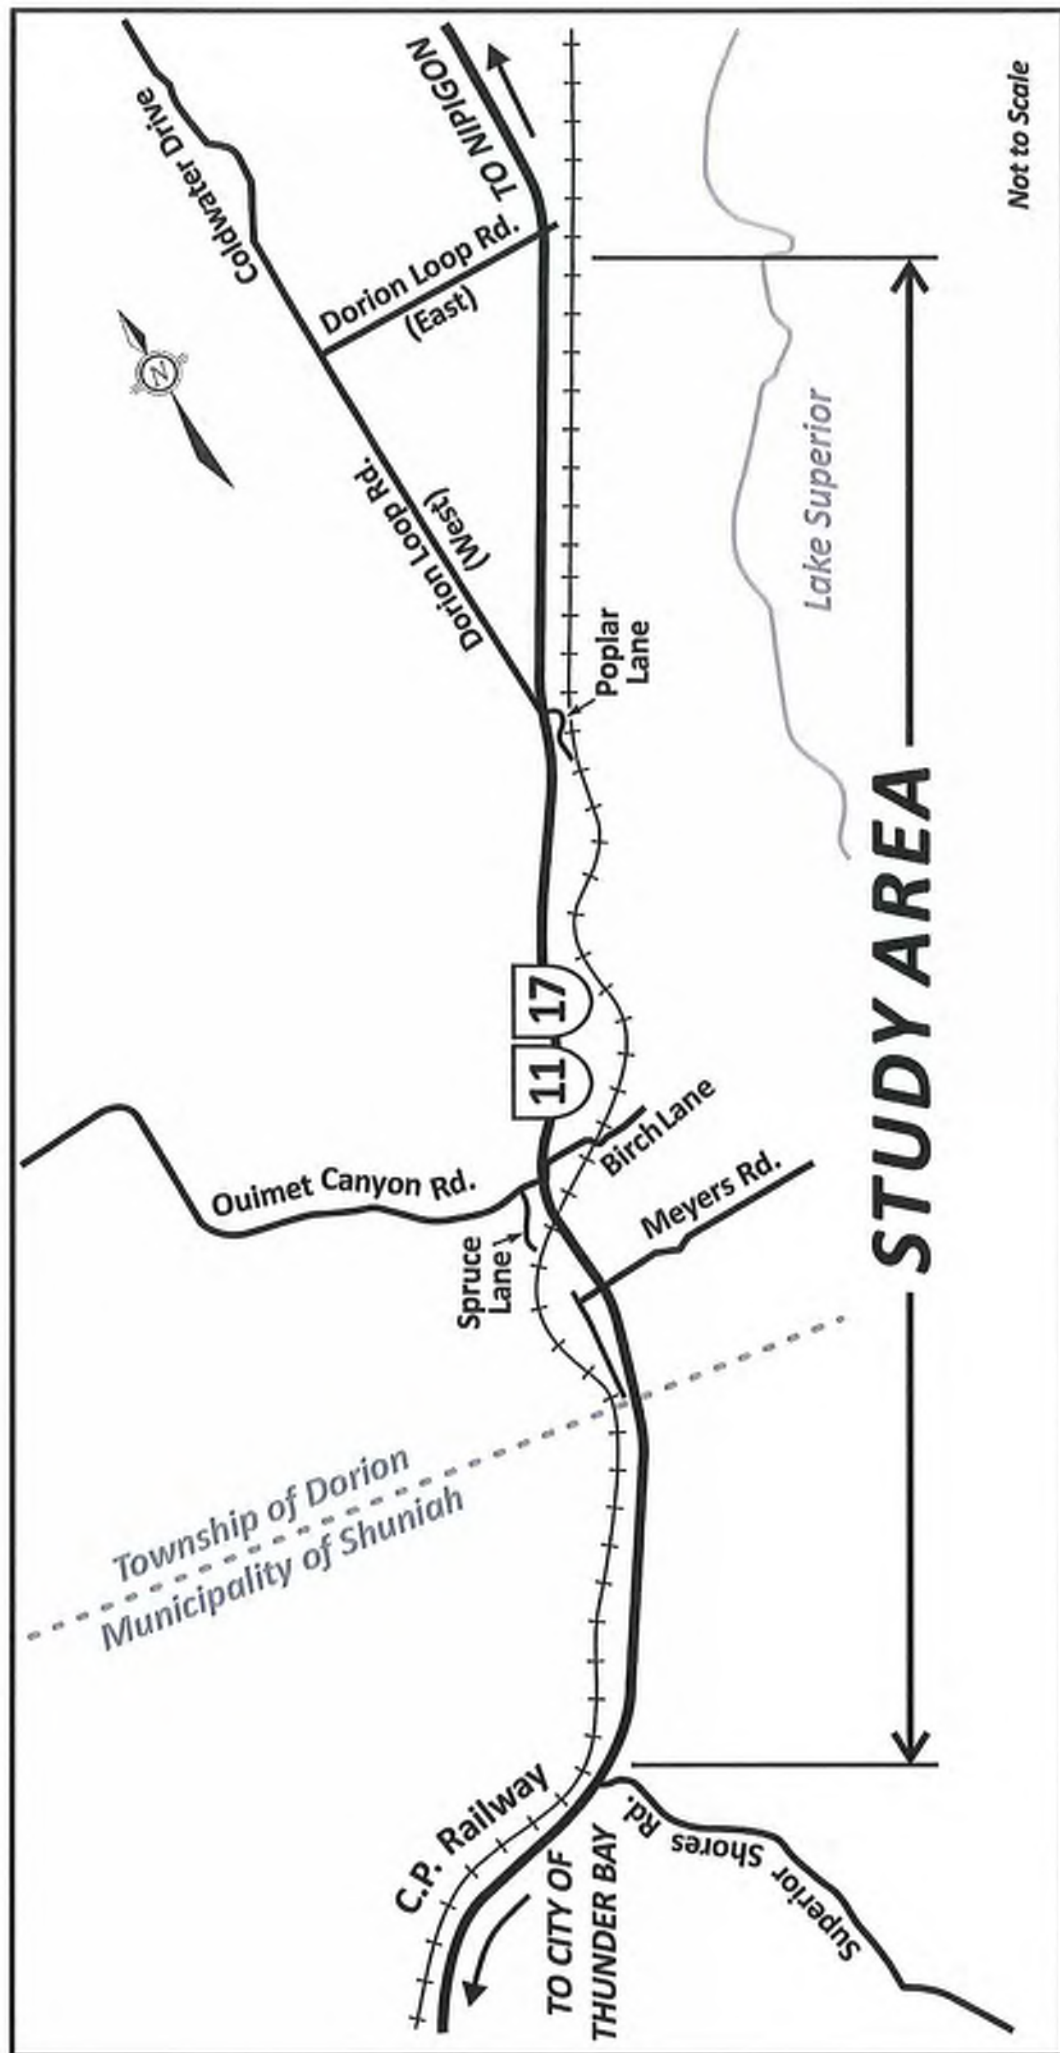 Coldwater Drive
TO NIPIGON
Dorion Loop Rd.
(East)
N
Dorion Loop Rd.
(West)
Not to Scale
Lake Superior
Poplar
Lane
STUDY AREA
17
11
Ouimet Canyon Rd.
Birch Lane
Meyers Rd.
Spruce
Lane
Township of Dorion
Municipality of Shuniah
C.P. Railway
TO CITY OF
THUNDER BAY
Superior Shores Rd.